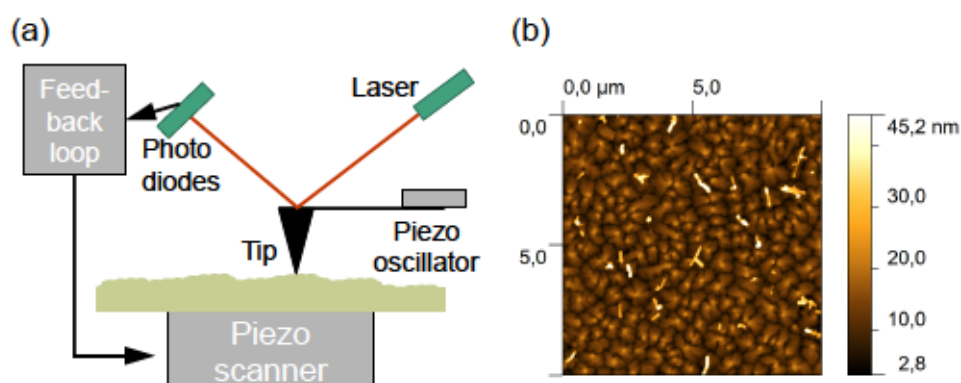 (a)
Feed-
back
loop
Photo
diodes
Laser
Tip
Piezo
oscillator
Piezo
scanner
(b)
0,0 µm 5,0
0,0
5,0
45,2 nm
30,0
20,0
10,0
2,8